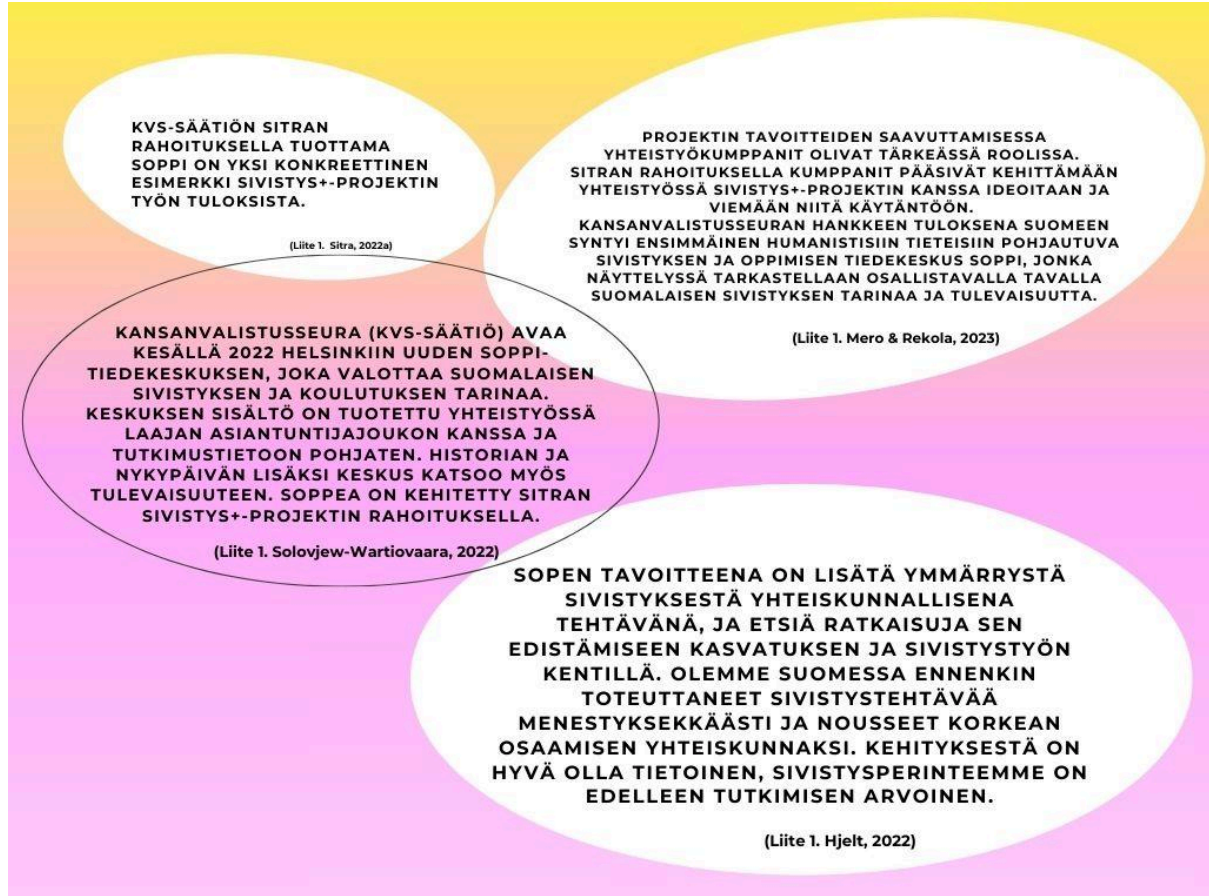 KVS-SÄÄTIÖN SITRAN
RAHOITUKSELLA TUOTTAMA
SOPPI ON YKSI KONKREETTINEN
ESIMERKKI SIVISTYS+-PROJEKTIN
TYÖN TULOKSISTA.
(Liite 1. Sitra, 2022a)
PROJEKTIN TAVOITTEIDEN SAAVUTTAMISESSA
YHTEISTYÖKUMPPANIT OLIVAT TÄRKEÄSSÄ ROOLISSA.
SITRAN RAHOITUKSELLA KUMPPANIT PÄÄSIVÄT KEHITTÄMÄÄN
YHTEISTYÖSSÄ SIVISTYS+-PROJEKTIN KANSSA IDEOITAAN JA
VIEMÄÄN NIITÄ KÄYTÄNTÖÖN.
KANSANVALISTUSSEURAN HANKKEEN TULOKSENA SUOMEEN
SYNTYI ENSIMMÄINEN HUMANISTISIIN TIETEISIIN POHJAUTUVA
SIVISTYKSEN JA OPPIMISEN TIEDEKESKUS SOPPI, JONKA
NÄYTTELYSSÄ TARKASTELLAAN OSALLISTAVALLA TAVALLA
SUOMALAISEN SIVISTYKSEN TARINAA JA TULEVAISUUTTA.
(Liite 1. Mero & Rekola, 2023)
KANSANVALISTUSSEURA (KVS-SÄÄTIÖ) AVAA
KESÄLLÄ 2022 HELSINKIIN UUDEN SOPPI-
TIEDEKESKUKSEN, JOKA VALOTTAA SUOMALAISEN
SIVISTYKSEN JA KOULUTUKSEN TARINAA.
KESKUKSEN SISÄLTÖ ON TUOTETTU YHTEISTYÖSSÄ
LAAJAN ASIANTUNTIJAJOUKON KANSSA JA
TUTKIMUSTIETOON POHJATEN. HISTORIAN JA
NYKYPÄIVÄN LISÄKSI KESKUS KATSOO MYÖS
TULEVAISUUTEEN. SOPPEA ON KEHITETTY SITRAN
SIVISTYS+-PROJEKTIN RAHOITUKSELLA.
(Liite 1. Solovjew-Wartiovaara, 2022)
SOPEN TAVOITTEENA ON LISÄTÄ YMMÄRRYSTÄ
SIVISTYKSESTÄ YHTEISKUNNALLISENA
TEHTÄVÄNÄ, JA ETSIÄ RATKAISUJA SEN
EDISTÄMISEEN KASVATUKSEN JA SIVISTYSTYÖN
KENTILLÄ. OLEMME SUOMESSA ENNENKIN
TOTEUTTANEET SIVISTYSTEHTÄVÄÄ
MENESTYKSEKKÄÄSTI JA NOUSSEET KORKEAN
OSAAMISEN YHTEISKUNNAKSI. KEHITYKSESTÄ ON
HYVÄ OLLA TIETOINEN, SIVISTYSPERINTEEMME ON
EDELLEEN TUTKIMISEN ARVOINEN.
(Liite 1. Hjelt, 2022)